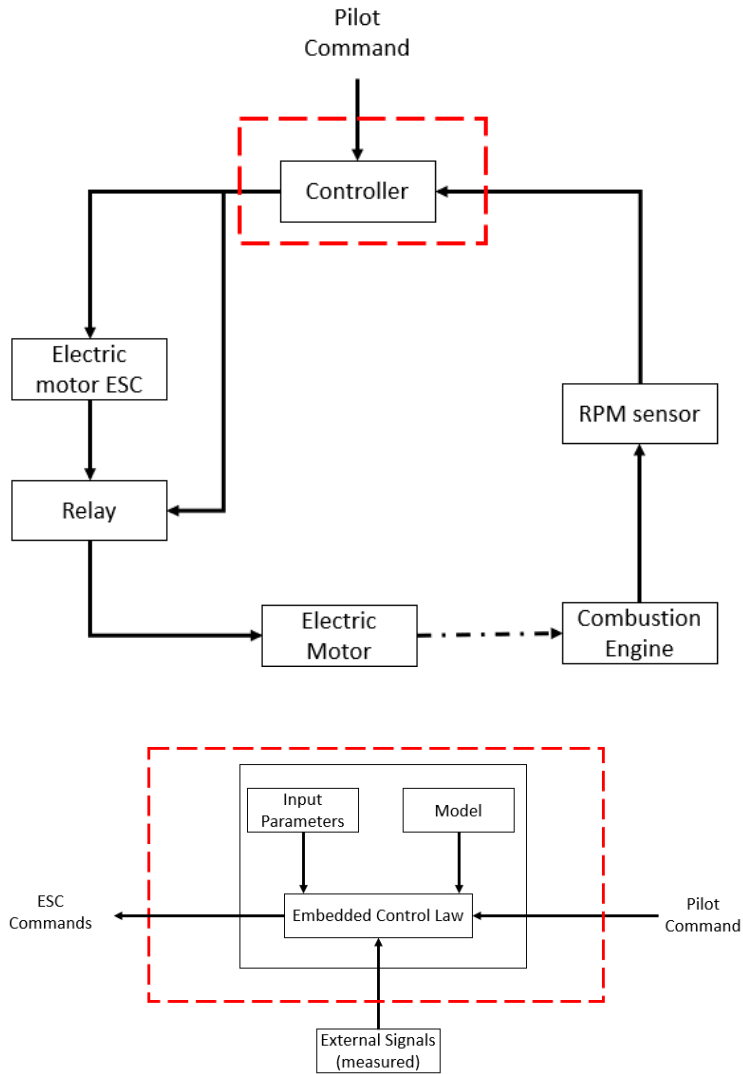 Pilot
Command
Controller
Electric
motor ESC
RPM sensor
Relay
Electric
Motor
Combustion
Engine
Input
Parameters
Model
ESC
Commands
Embedded Control Law
Pilot
Command
External Signals
(measured)